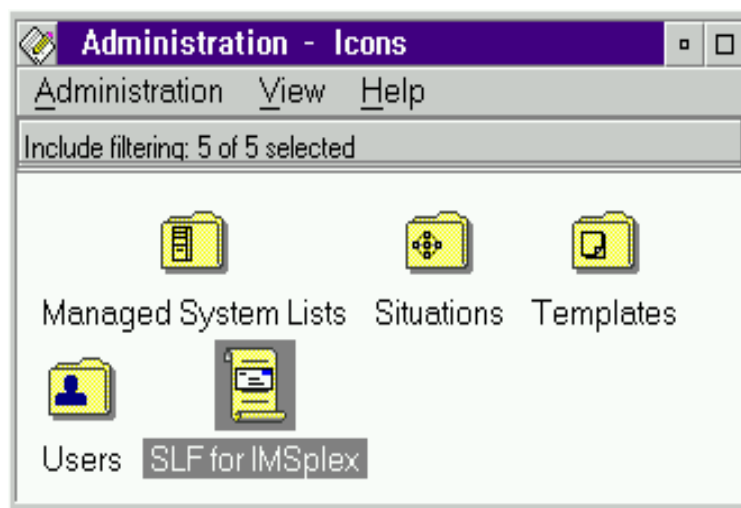 Administration - Icons
Administration View Help
Include filtering: 5 of 5 selected
Managed System Lists Situations Templates
Users SLF for IMSplex